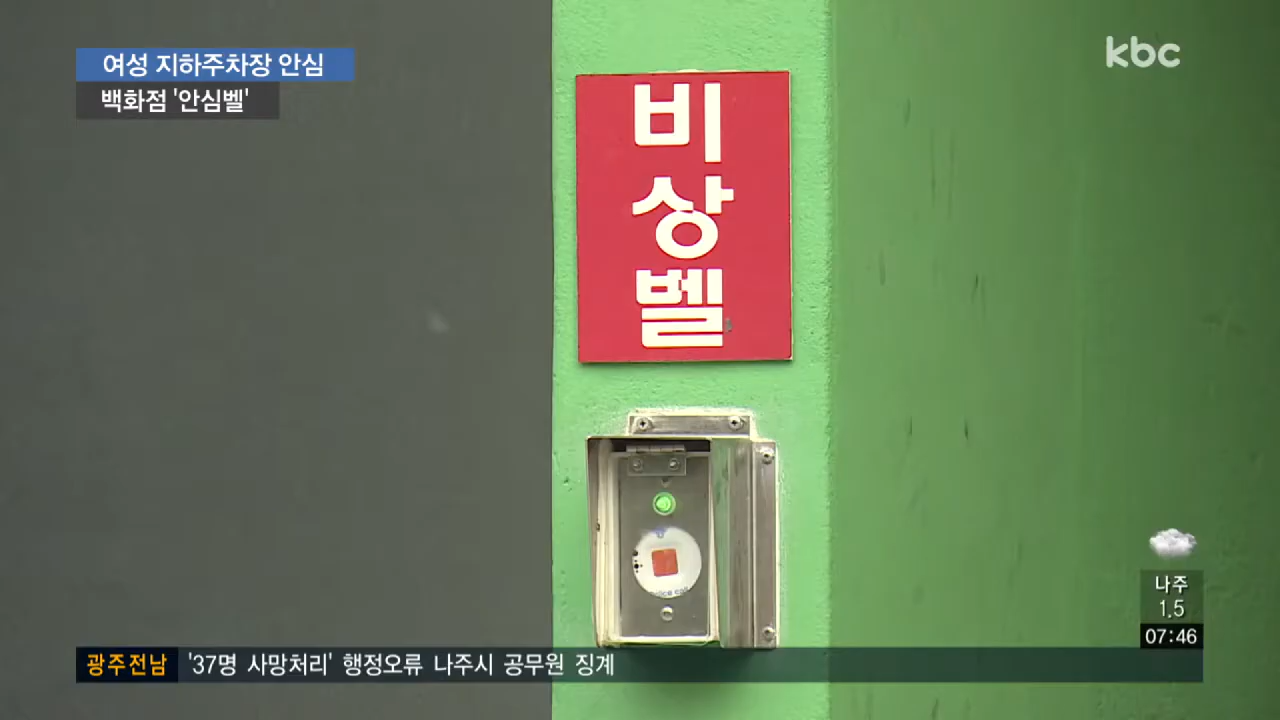 여성 지하주차장 안심
백화점 '안심벨'
kbc
비
상
벨
나주
1.5
07:46
광주전남 '37명 사망처리' 행정오류 나주시 공무원 징계